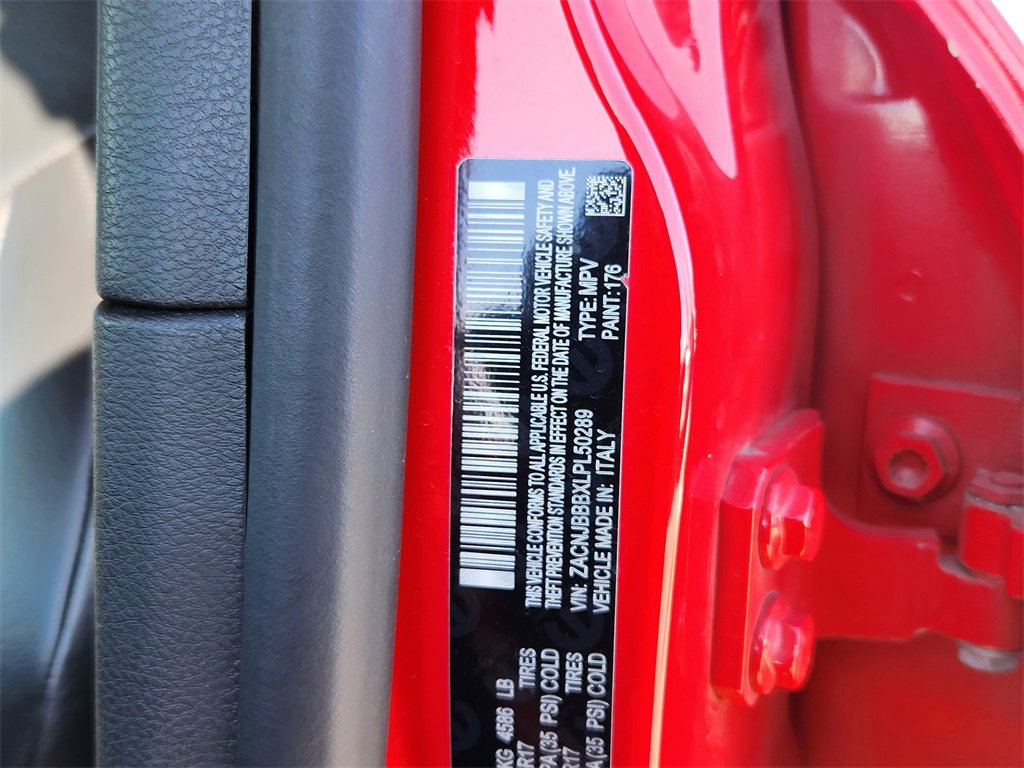 THIS VEHICLE CONFORMS TO ALL APPLICABLE U.S. FEDERAL MOTOR VEHICLE SAFETY AND
THEFT PREVENTION STANDARDS IN EFFECT ON THE DATE OF MANUFACTURE SHOWN ABOVE.
VIN: ZACNJBBBXLPL50289 TYPE: MPV
VEHICLE MADE IN: ITALY PAINT: 176
KG 4586 LB
R17 TIRES
PA (35 PSI) COLD
R17 TIRES
A (35 PSI) COLD